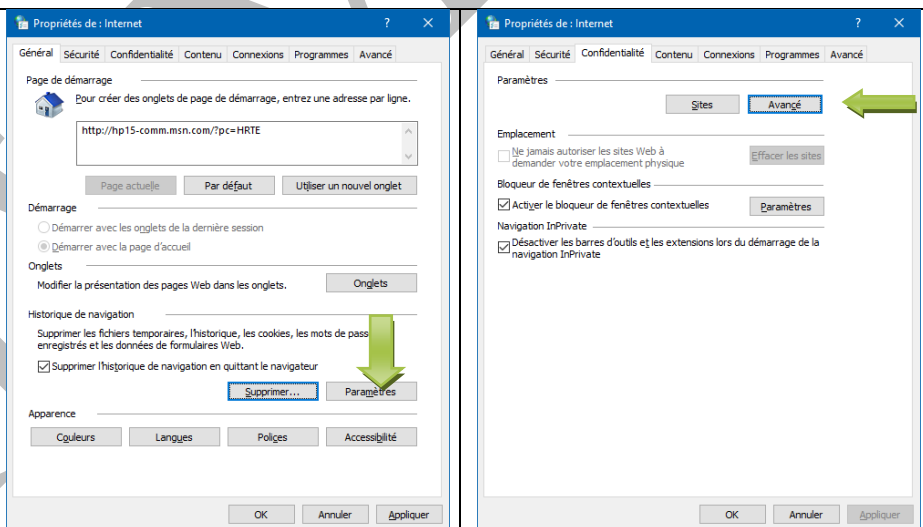 Propriétés de : Internet
Général Sécurité Confidentialité Contenu Connexions Programmes Avancé
Page de démarrage
Pour créer des onglets de page de démarrage, entrez une adresse par ligne.
http://hp15-comm.msn.com/?pc=HRTE
Page actuelle Par défaut Utiliser un nouvel onglet
Démarrage
Démarrer avec les onglets de la dernière session
Démarrer avec la page d'accueil
Onglets
Modifier la présentation des pages Web dans les onglets. Onglets
Historique de navigation
Supprimer les fichiers temporaires, l'historique, les cookies, les mots de pass
enregistrés et les données de formulaires Web.
Supprimer l'historique de navigation en quittant le navigateur
Supprimer... Paramètres
Apparence
Couleurs Langues Polices Accessibilité
OK Annuler Appliquer
Propriétés de : Internet
Général Sécurité Confidentialité Contenu Connexions Programmes Avancé
Paramètres
Sites Avancé
Emplacement
Ne jamais autoriser les sites Web à
demander votre emplacement physique
Effacer les sites
Bloqueur de fenêtres contextuelles
Activer le bloqueur de fenêtres contextuelles Paramètres
Navigation InPrivate
Désactiver les barres d'outils et les extensions lors du démarrage de la
navigation InPrivate
OK Annuler Appliquer